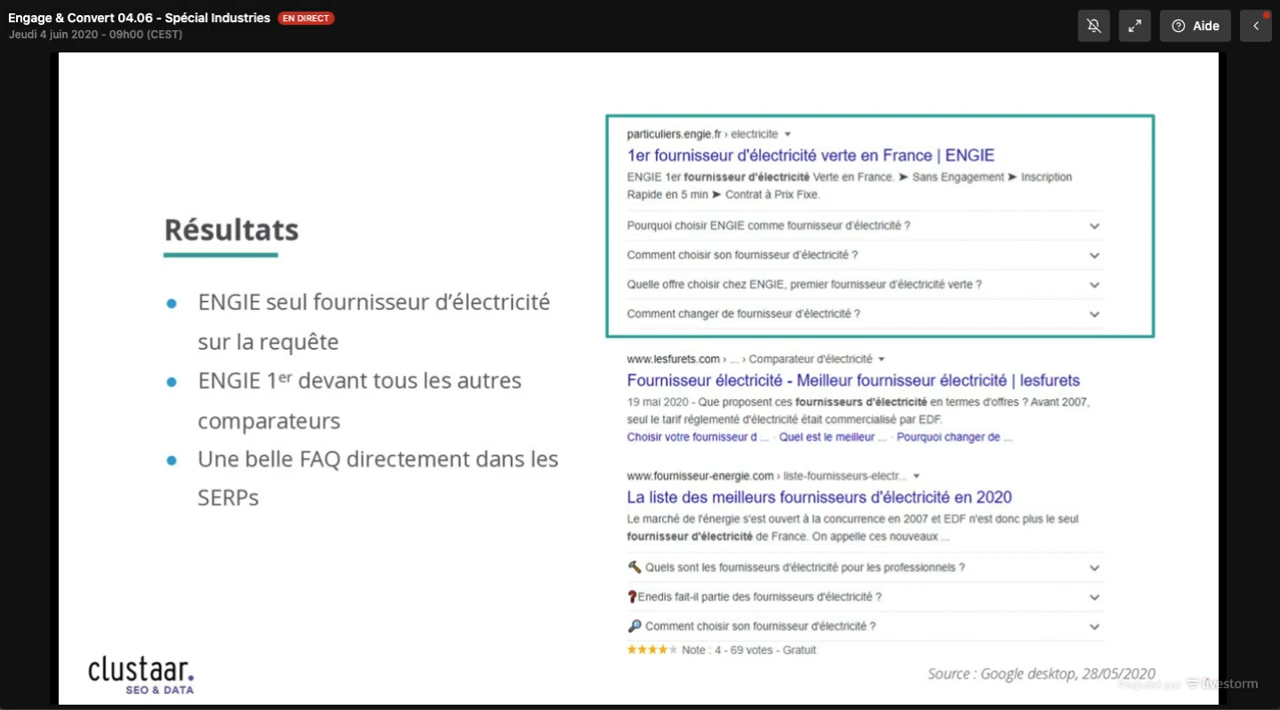 Engage & Convert 04.06 - Spécial Industries EN DIRECT
Jeudi 4 juin 2020 - 09h00 (CEST)
Aide
Résultats
ENGIE seul fournisseur d'électricité
sur la requête
ENGIE 1er devant tous les autres
comparateurs
Une belle FAQ directement dans les
SERPs
particuliers.engie.fr › electricite
1er fournisseur d'électricité verte en France | ENGIE
ENGIE 1er fournisseur d'électricité Verte en France. ➤ Sans Engagement ➤ Inscription
Rapide en 5 min ➤ Contrat à Prix Fixe.
Pourquoi choisir ENGIE comme fournisseur d'électricité ?
Comment choisir son fournisseur d'électricité ?
Quelle offre choisir chez ENGIE, premier fournisseur d'électricité verte ?
Comment changer de fournisseur d'électricité ?
www.lesfurets.com › ... › Comparateur d'électricité
Fournisseur électricité - Meilleur fournisseur électricité | lesfurets
19 mai 2020 - Que proposent ces fournisseurs d'électricité en termes d'offres ? Avant 2007,
seul le tarif réglementé d'électricité était commercialisé par EDF.
Choisir votre fournisseur d ... · Quel est le meilleur ... · Pourquoi changer de ...
www.fournisseur-energie.com › liste-fournisseurs-electr...
La liste des meilleurs fournisseurs d'électricité en 2020
Le marché de l'énergie s'est ouvert à la concurrence en 2007 et EDF n'est donc plus le seul
fournisseur d'électricité de France. On appelle ces nouveaux ...
Quels sont les fournisseurs d'électricité pour les professionnels ?
Enedis fait-il partie des fournisseurs d'électricité ?
Comment choisir son fournisseur d'électricité ?
Note : 4 - 69 votes - Gratuit
clustaar.
SEO & DATA
Source : Google desktop, 28/05/2020
Propulsé par livestorm